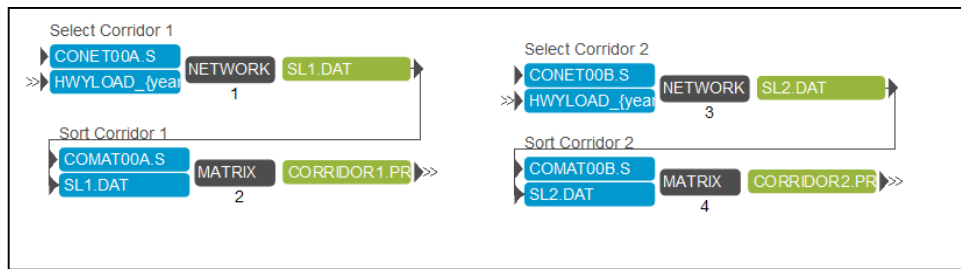 Select Corridor 1
CONET00A.S
HWYLOAD_{year
NETWORK
SL1.DAT
1
Sort Corridor 1
COMAT00A.S
SL1.DAT
MATRIX
CORRIDOR1.PR
2
Select Corridor 2
CONET00B.S
HWYLOAD_{year
NETWORK
SL2.DAT
3
Sort Corridor 2
COMAT00B.S
SL2.DAT
MATRIX
CORRIDOR2.PR
4